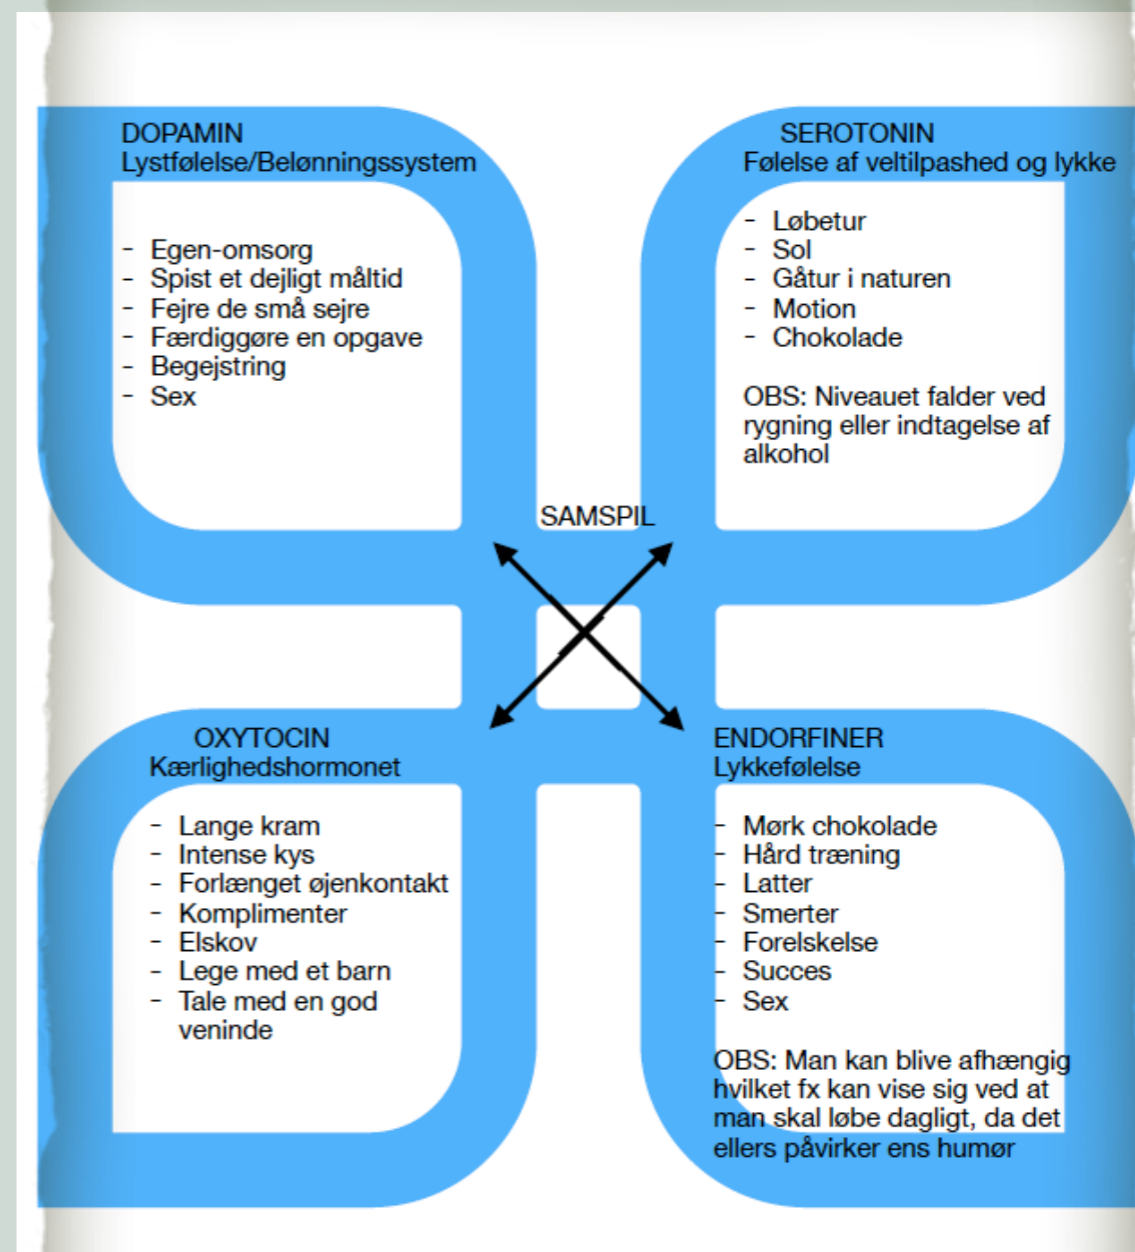 DOPAMIN
Lystfølelse/Belønningssystem
- Egen-omsorg
- Spist et dejligt måltid
- Fejre de små sejre
- Færdiggøre en opgave
- Begejstring
- Sex
SEROTONIN
Følelse af veltilpashed og lykke
- Løbetur
- Sol
- Gåtur i naturen
- Motion
- Chokolade
OBS: Niveauet falder ved
rygning eller indtagelse af
alkohol
SAMSPIL
OXYTOCIN
Kærlighedshormonet
- Lange kram
- Intense kys
- Forlænget øjenkontakt
- Komplimenter
- Elskov
- Lege med et barn
- Tale med en god
veninde
ENDORFINER
Lykkefølelse
- Mørk chokolade
- Hård træning
- Latter
- Smerter
- Forelskelse
- Succes
- Sex
OBS: Man kan blive afhængig
hvilket fx kan vise sig ved at
man skal løbe dagligt, da det
ellers påvirker ens humør